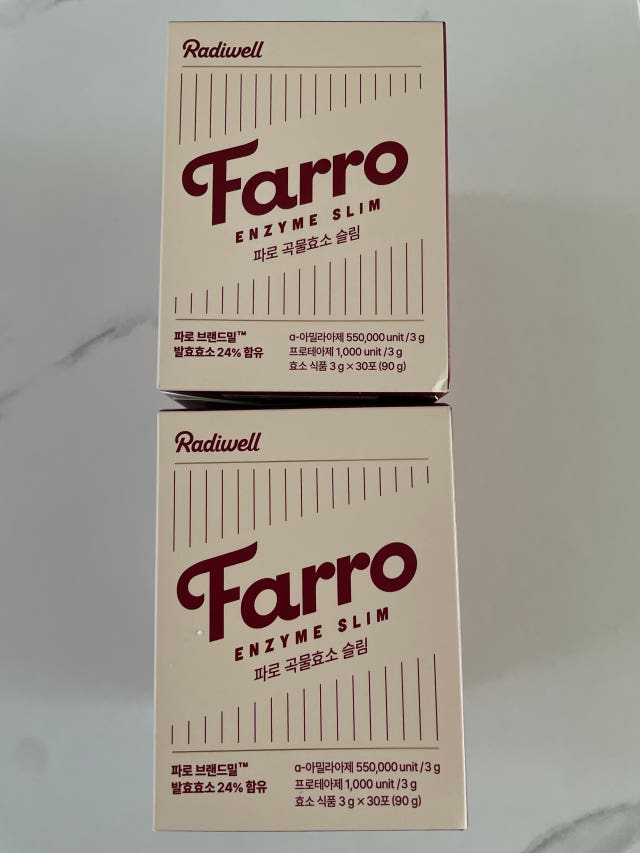 Radiwell
Farro
ENZYME SLIM
파로 곡물효소 슬림
파로 브랜드밀™
발효효소 24% 함유
α-아밀라아제 550,000 unit / 3 g
프로테아제 1,000 unit / 3 g
효소 식품 3 g × 30포 (90 g)
Radiwell
Farro
ENZYME SLIM
파로 곡물효소 슬림
파로 브랜드밀™
발효효소 24% 함유
α-아밀라아제 550,000 unit / 3 g
프로테아제 1,000 unit / 3 g
효소 식품 3 g × 30포 (90 g)